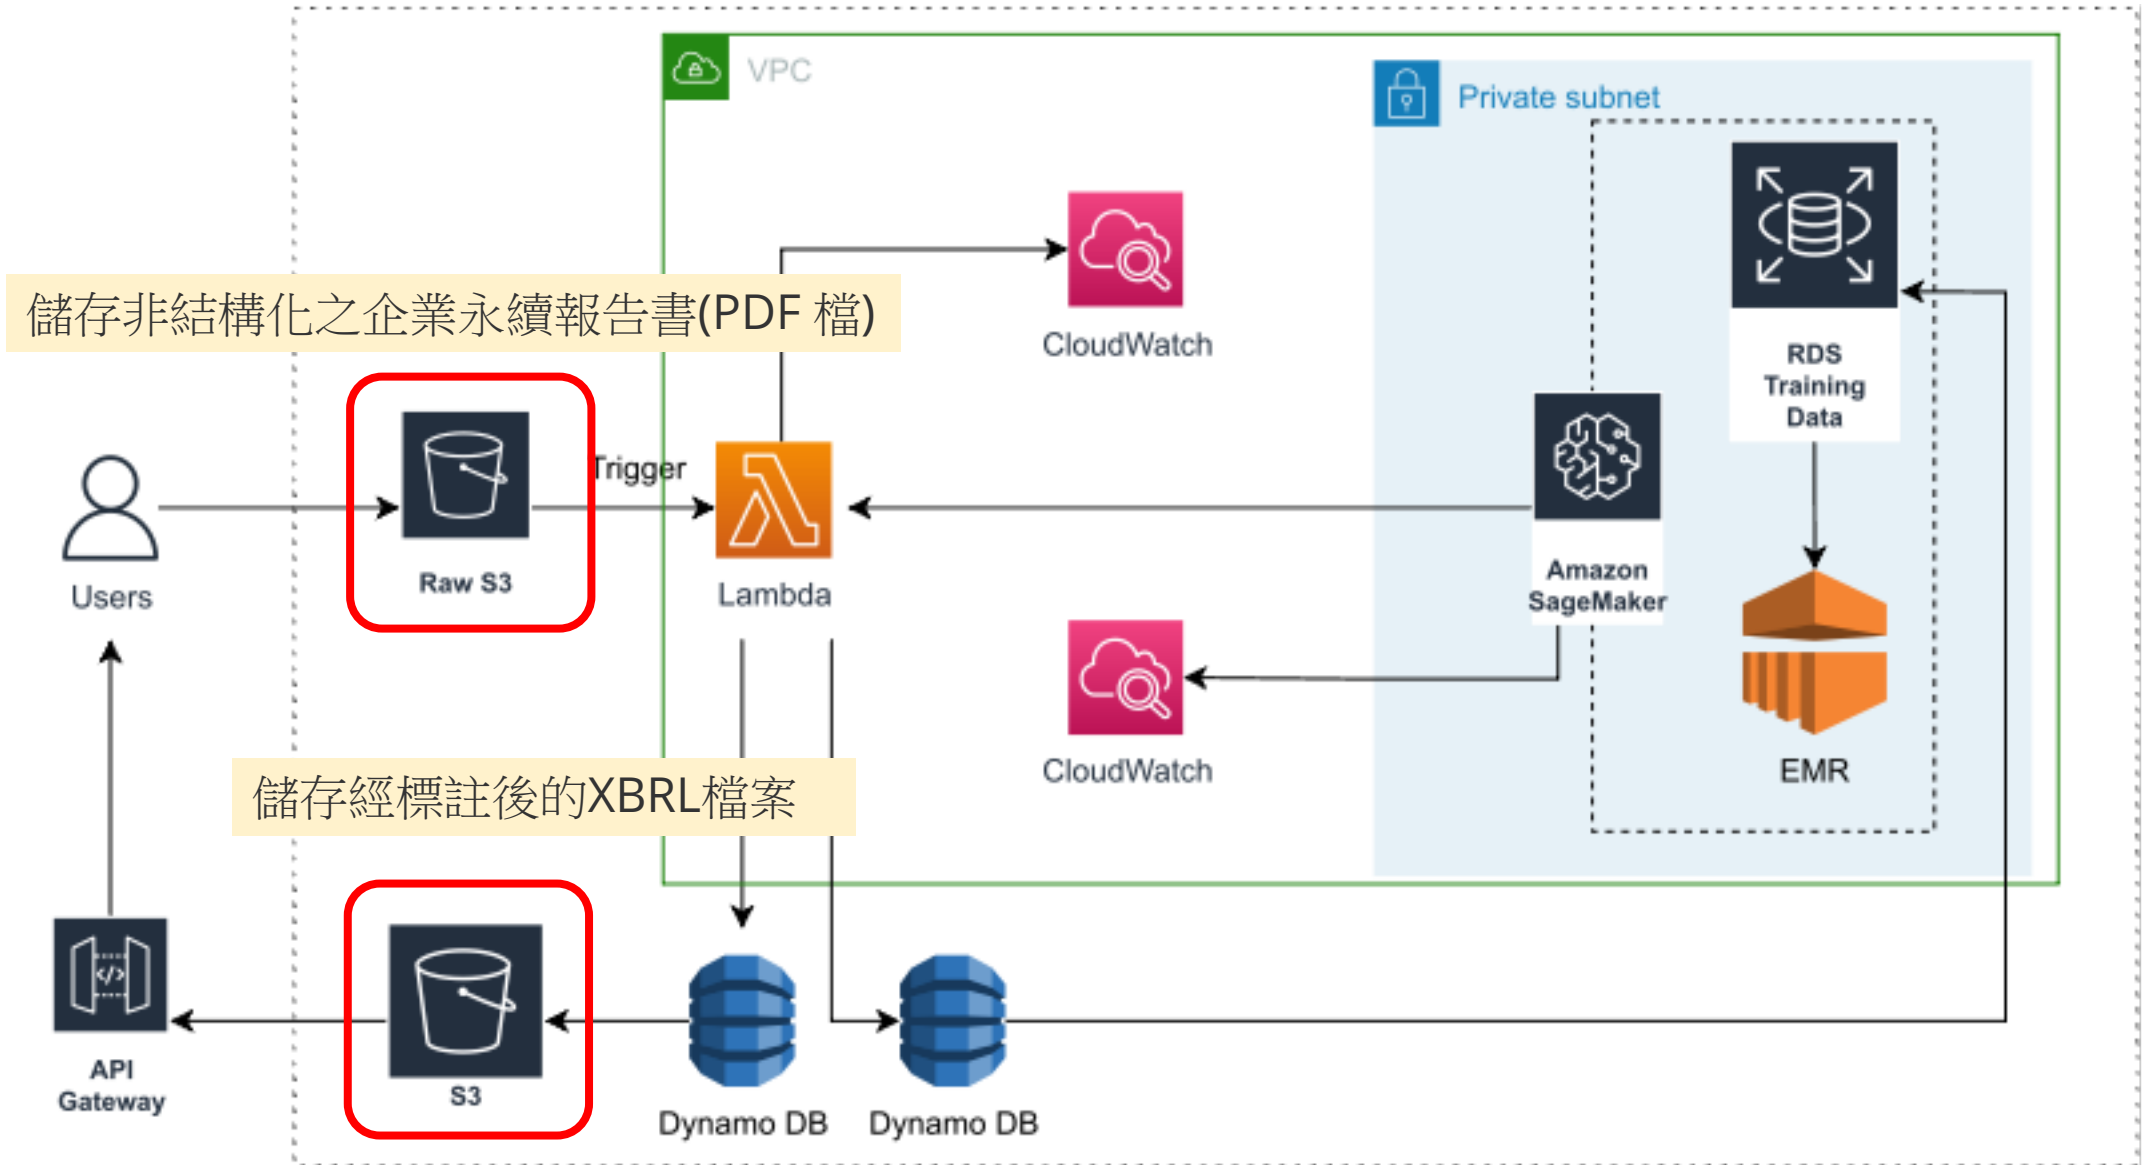 VPC
Private subnet
儲存非結構化之企業永續報告書(PDF 檔)
CloudWatch
RDS
Training
Data
Trigger
Raw S3
Users
Lambda
Amazon
SageMaker
CloudWatch
EMR
儲存經標註後的XBRL檔案
API
Gateway
S3
Dynamo DB
Dynamo DB